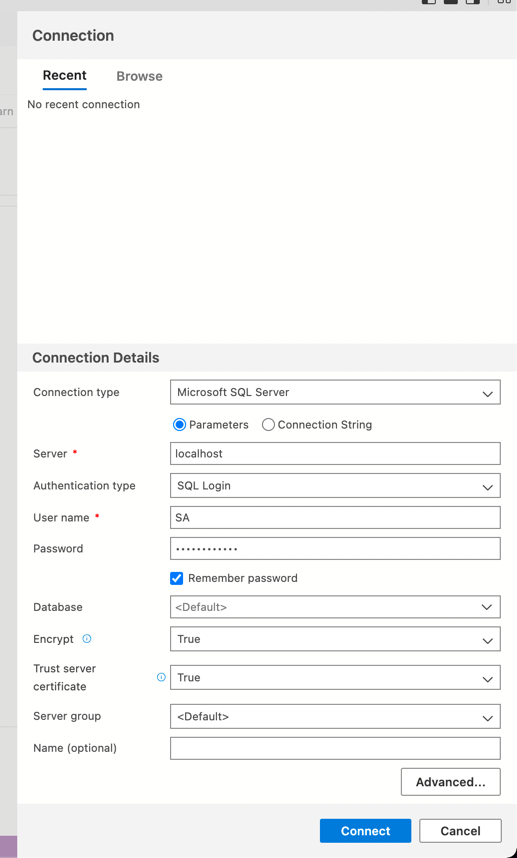 Connection
Recent Browse
arn
No recent connection
Connection Details
Connection type Microsoft SQL Server
Parameters Connection String
Server * localhost
Authentication type SQL Login
User name * SA
Password ••••••••••••
Remember password
Database <Default>
Encrypt True
Trust server
certificate True
Server group <Default>
Name (optional)
Advanced...
Connect Cancel